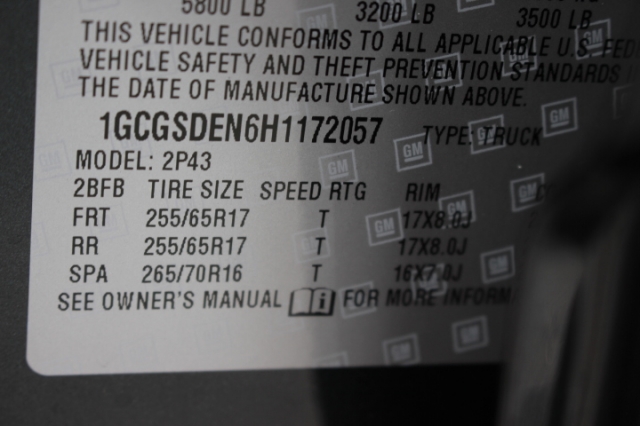 5800 LB 3200 LB 3500 LB
THIS VEHICLE CONFORMS TO ALL APPLICABLE U.S. FED
VEHICLE SAFETY AND THEFT PREVENTION STANDARDS
THE DATE OF MANUFACTURE SHOWN ABOVE.
1GCGSDEN6H1172057 TYPE: TRUCK
MODEL: 2P43
2BFB TIRE SIZE SPEED RTG RIM
FRT 255/65R17 T 17X8.0J
RR 255/65R17 T 17X8.0J
SPA 265/70R16 T 16X7.0J
SEE OWNER'S MANUAL i FOR MORE INFORM